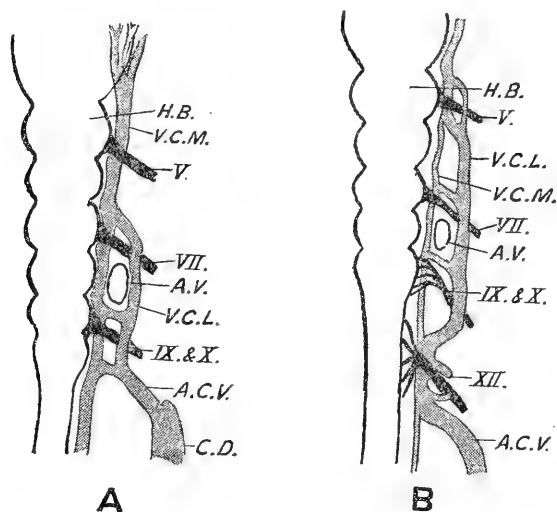 H.B.
V.C.M.
V.
VII.
A.V.
V.C.L.
IX.&X.
A.C.V.
C.D.
A
H.B.
V.
V.C.L.
V.C.M.
VII.
A.V.
IX.&X.
XII.
A.C.V.
B